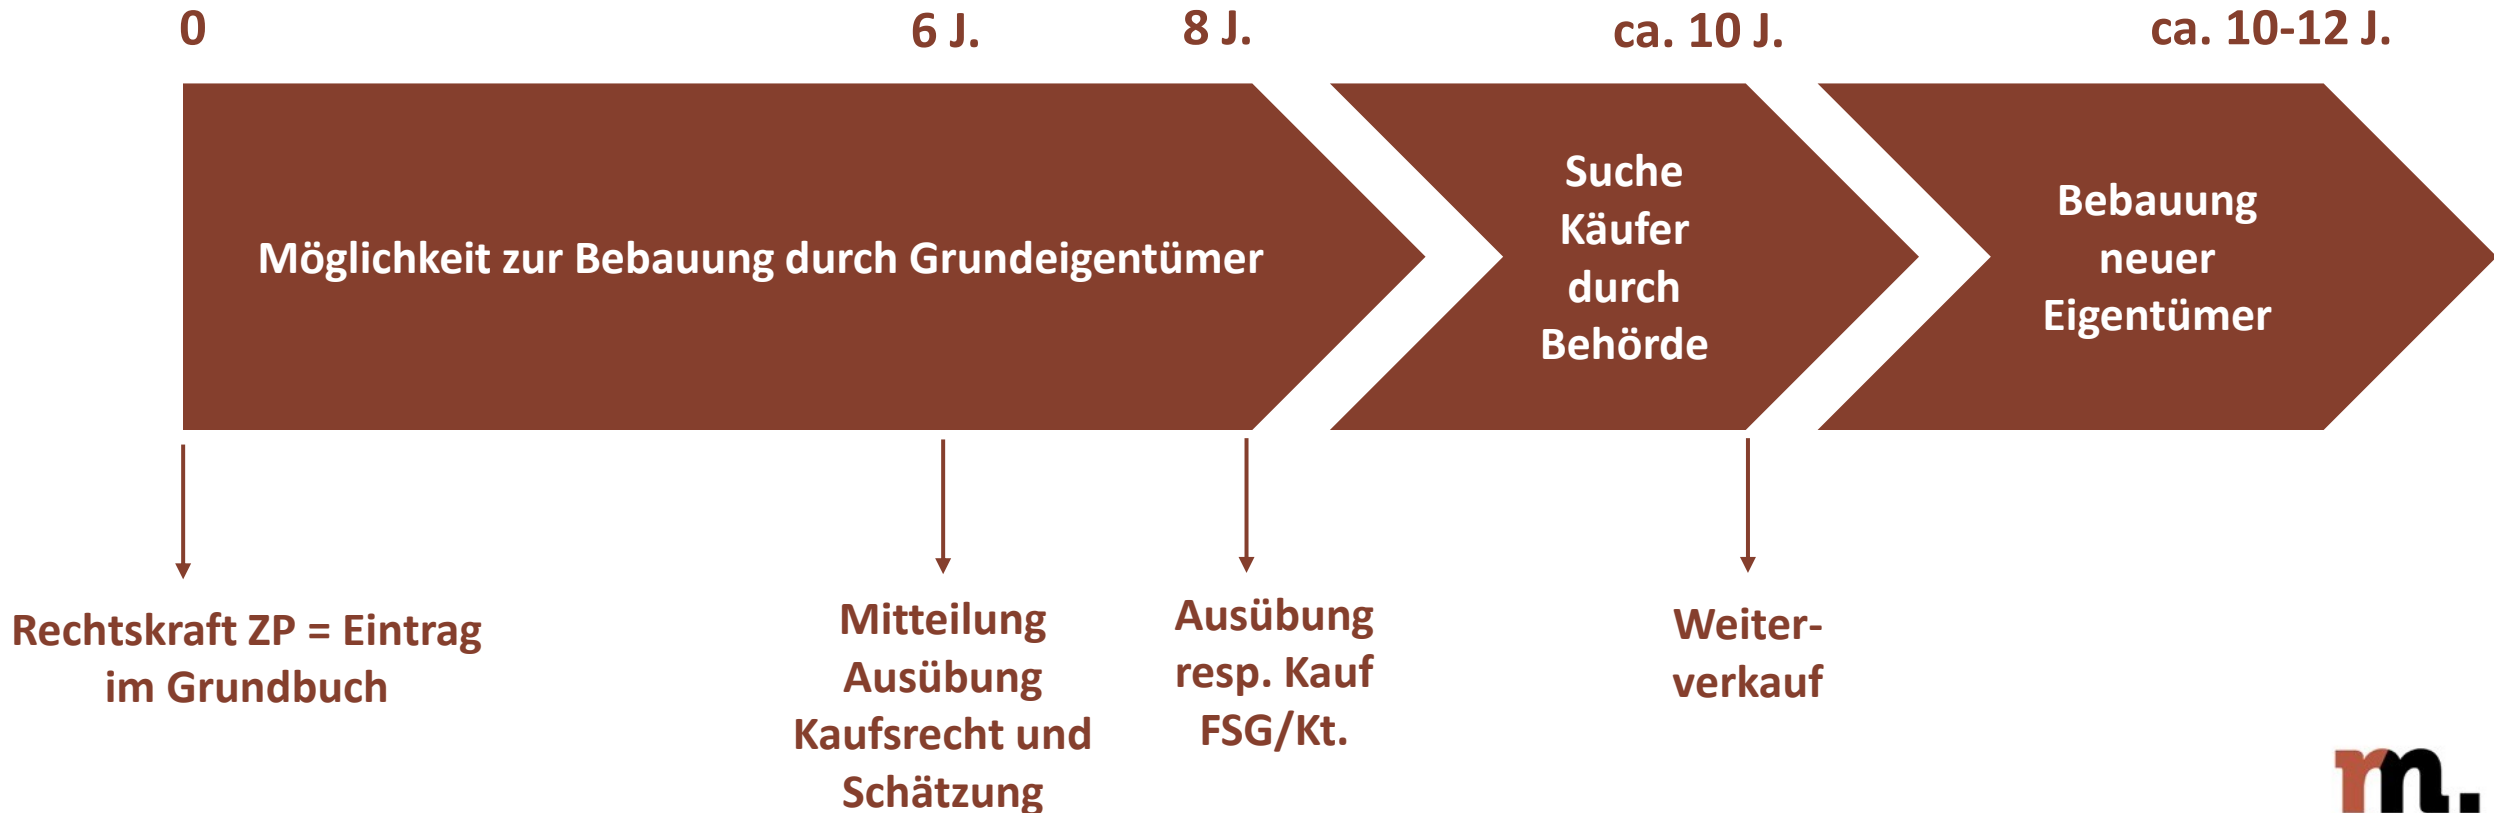 0
6 J.
8 J.
ca. 10 J.
ca. 10-12 J.
Möglichkeit zur Bebauung durch Grundeigentümer
Suche
Käufer
durch
Behörde
Bebauung
neuer
Eigentümer
Rechtskraft ZP = Eintrag
im Grundbuch
Mitteilung
Ausübung
Kaufsrecht und
Schätzung
Ausübung
resp. Kauf
FSG/Kt.
Weiter-
verkauf
rm.